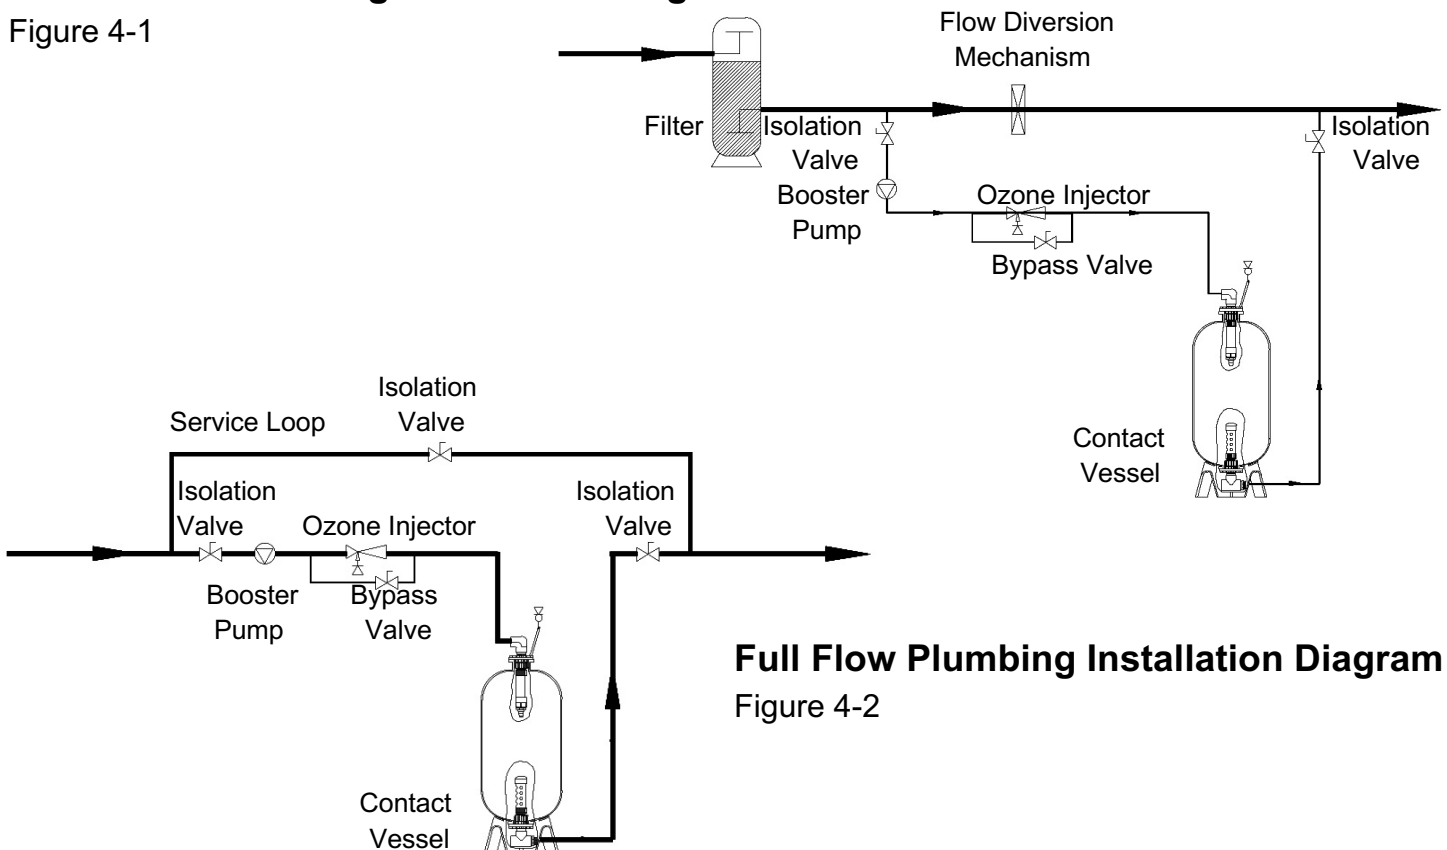 Figure 4-1
Flow Diversion
Mechanism
Filter
Isolation
Valve
Isolation
Valve
Booster
Pump
Ozone Injector
Bypass Valve
Contact
Vessel
Isolation
Valve
Service Loop
Isolation
Valve
Isolation
Valve
Ozone Injector
Booster
Pump
Bypass
Valve
Contact
Vessel
Full Flow Plumbing Installation Diagram
Figure 4-2